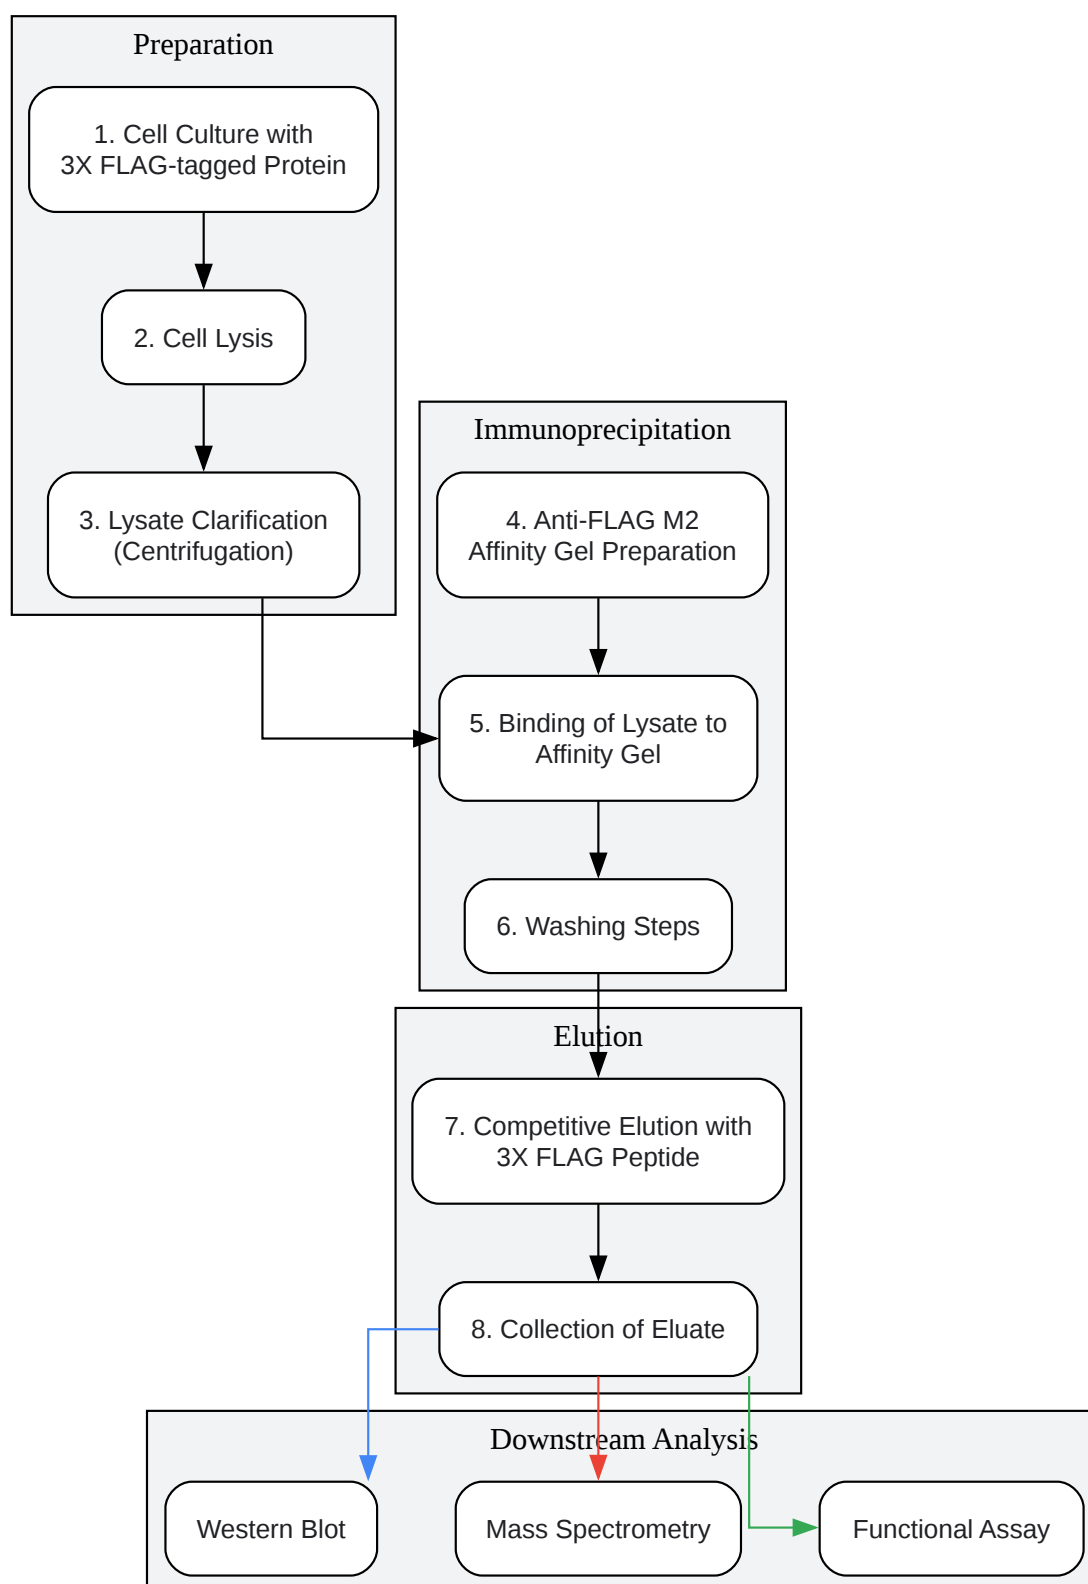 Preparation
1. Cell Culture with
3X FLAG-tagged Protein
2. Cell Lysis
3. Lysate Clarification
(Centrifugation)
Immunoprecipitation
4. Anti-FLAG M2
Affinity Gel Preparation
5. Binding of Lysate to
Affinity Gel
6. Washing Steps
Elution
7. Competitive Elution with
3X FLAG Peptide
8. Collection of Eluate
Downstream Analysis
Western Blot
Mass Spectrometry
Functional Assay